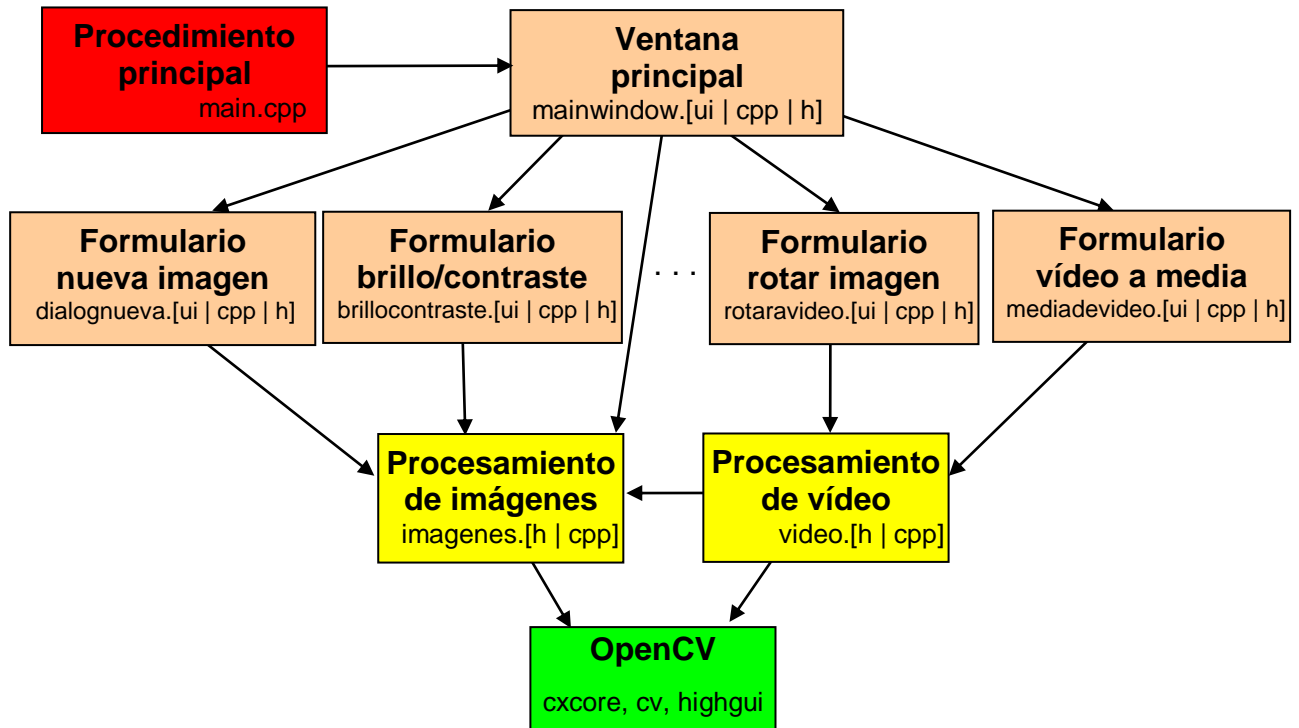 Procedimiento
principal
main.cpp
Ventana
principal
mainwindow.[ui | cpp | h]
Formulario
nueva imagen
dialognueva.[ui | cpp | h]
Formulario
brillo/contraste
brillocontraste.[ui | cpp | h]
. . .
Formulario
rotar imagen
rotaravideo.[ui | cpp | h]
Formulario
vídeo a media
mediadevideo.[ui | cpp | h]
Procesamiento
de imágenes
imagenes.[h | cpp]
Procesamiento
de vídeo
video.[h | cpp]
OpenCV
cxcore, cv, highgui